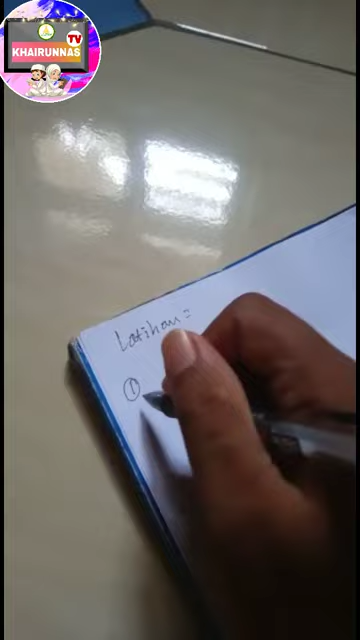 TV
KHAIRUNNAS
Latihan =
①